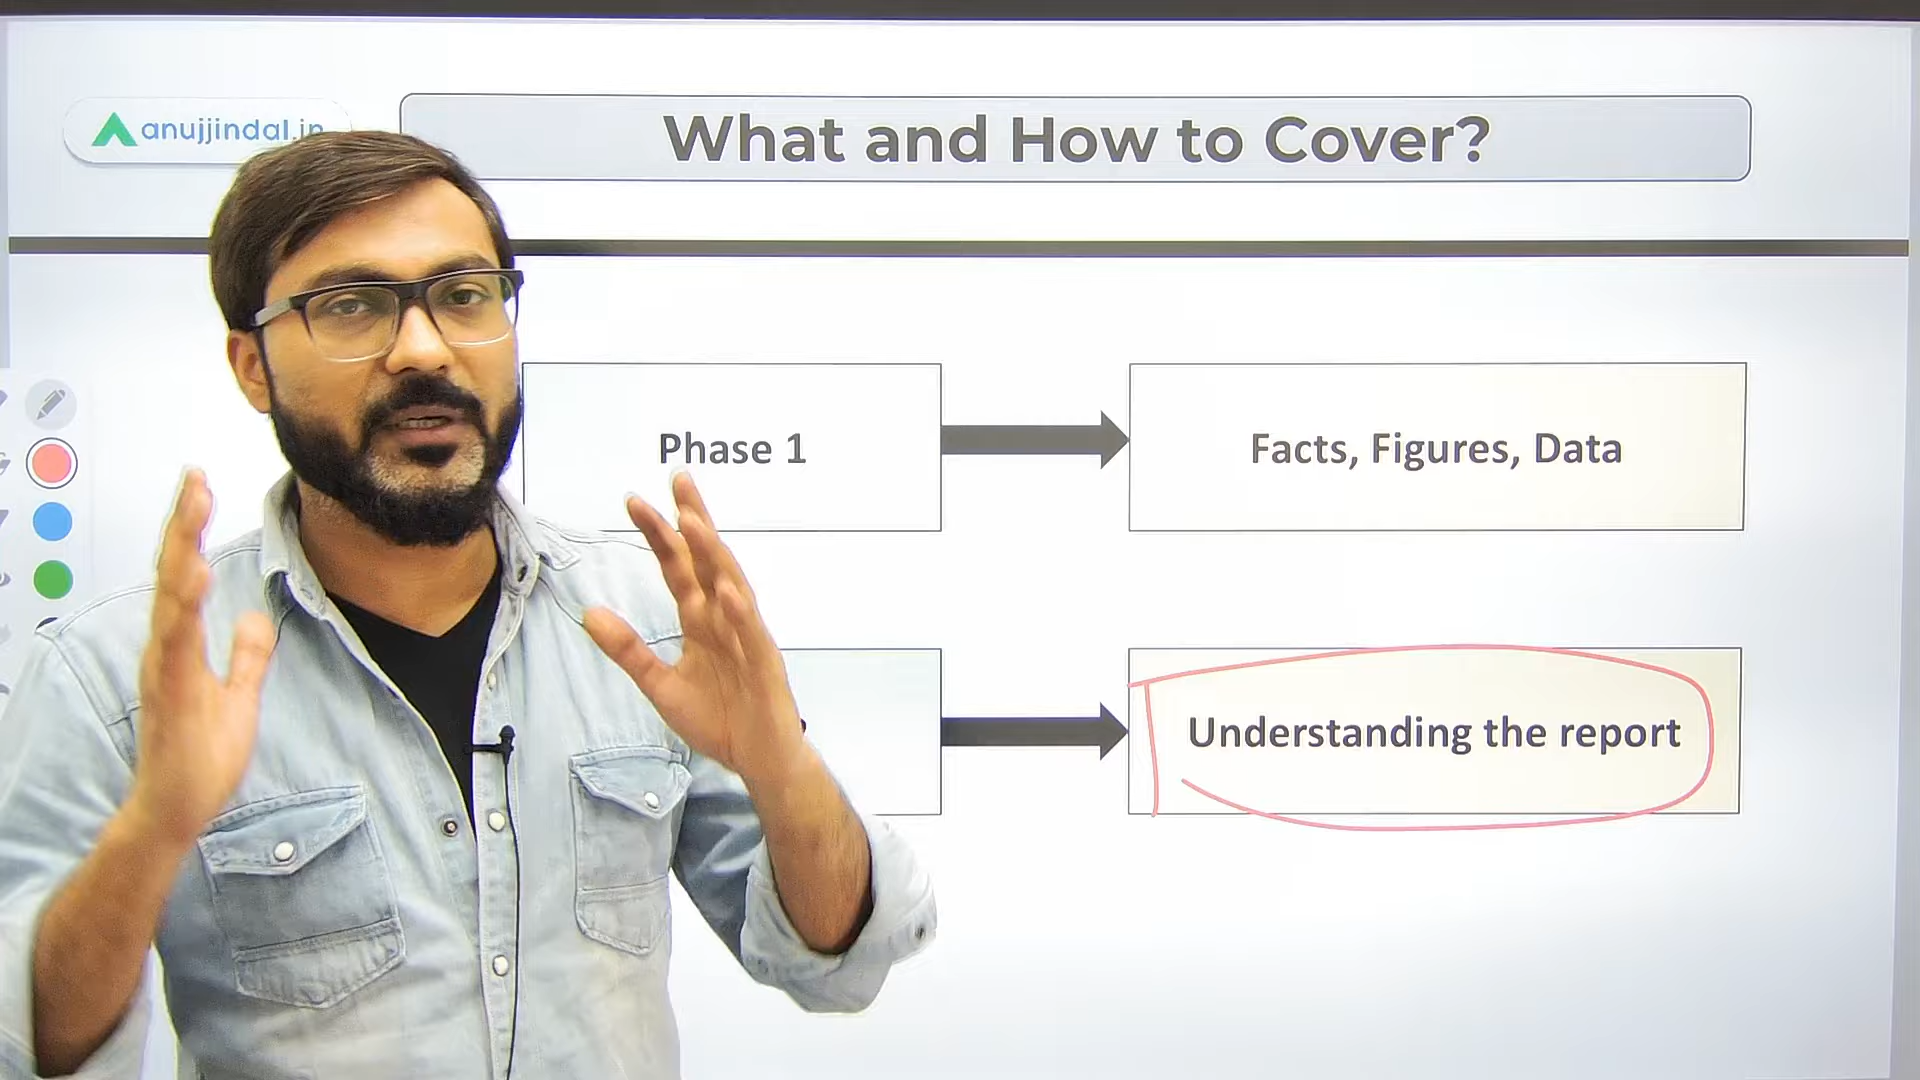 anujjindal.in
What and How to Cover?
Phase 1
Facts, Figures, Data
Understanding the report